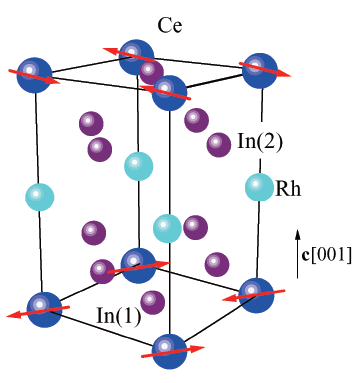 Ce
In(2)
Rh
c[001]
In(1)